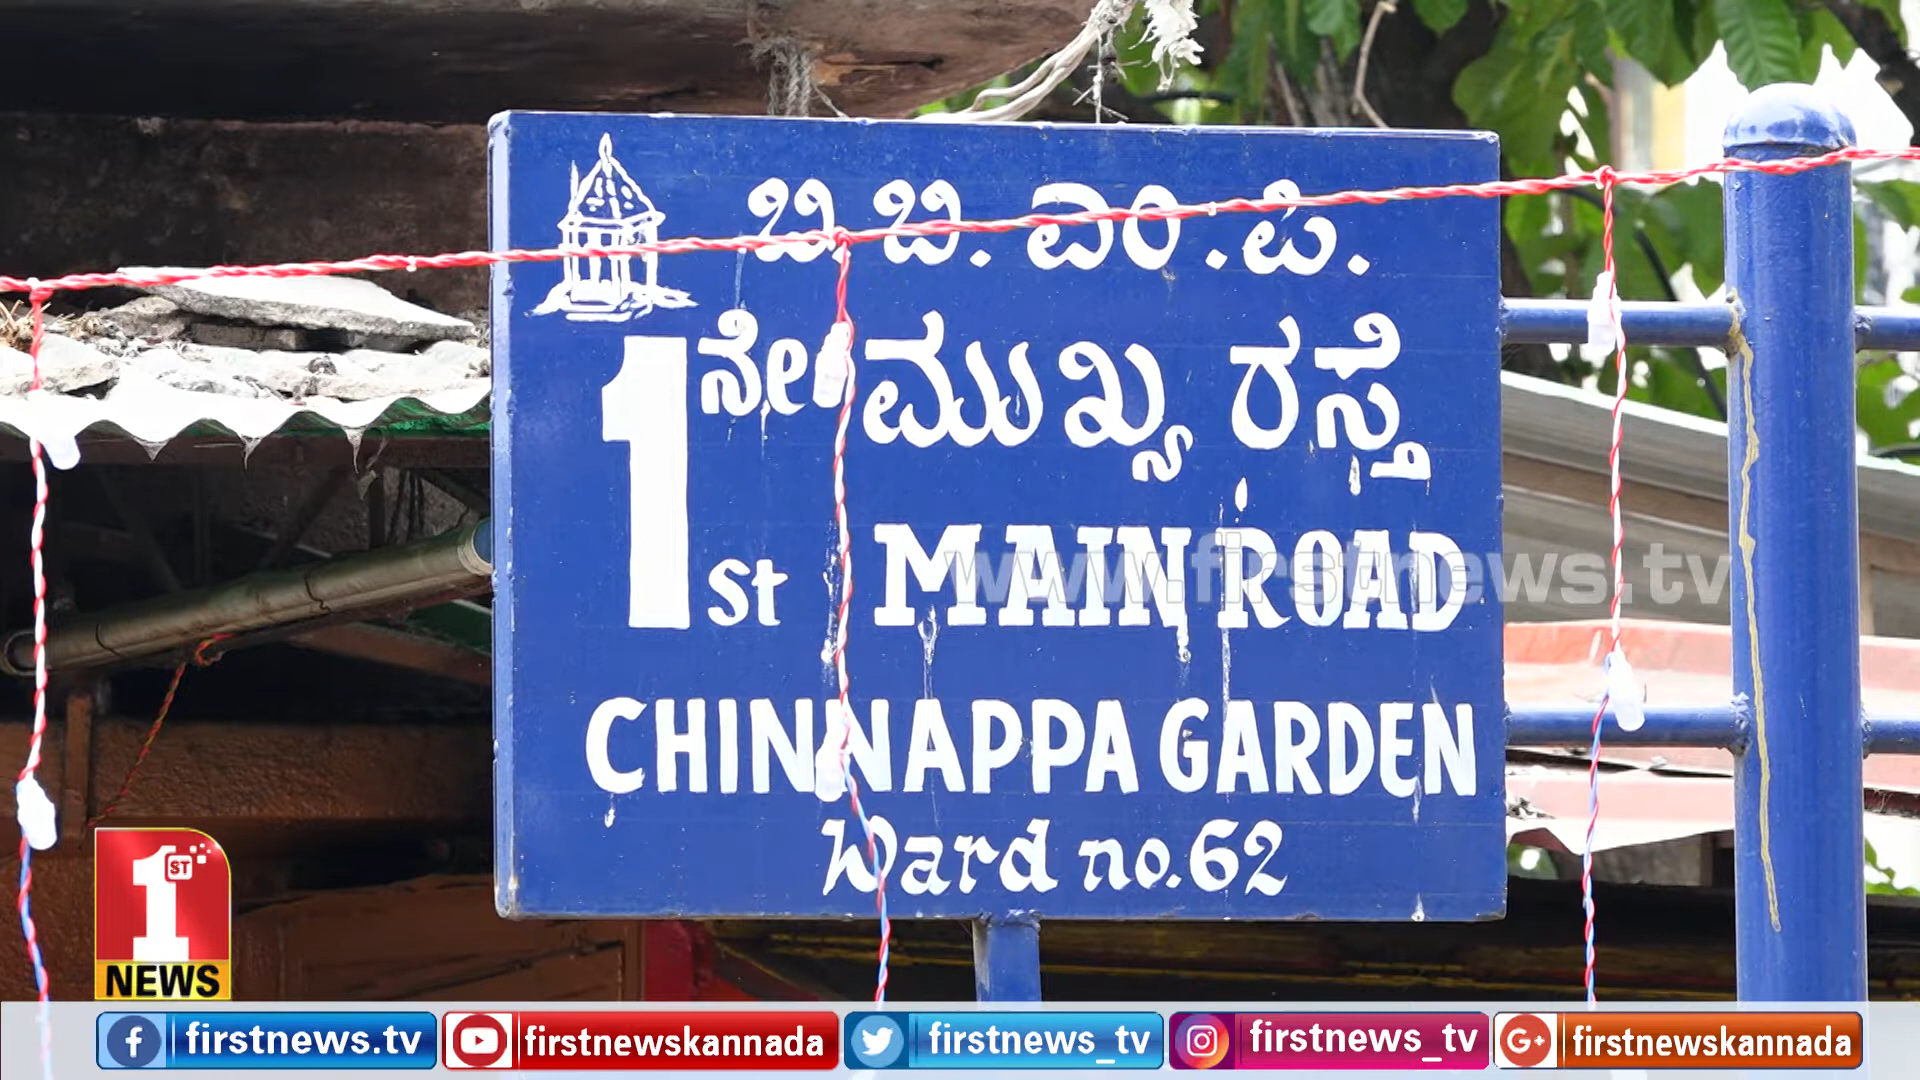 ಬಿ.ಬಿ.ಎಂ.ಪಿ.
1ನೇ ಮುಖ್ಯ ರಸ್ತೆ
1st MAIN ROAD
www.firstnews.tv
CHINNAPPA GARDEN
Ward no.62
1ST
NEWS
firstnews.tv firstnewskannada firstnews_tv firstnews_tv firstnewskannada